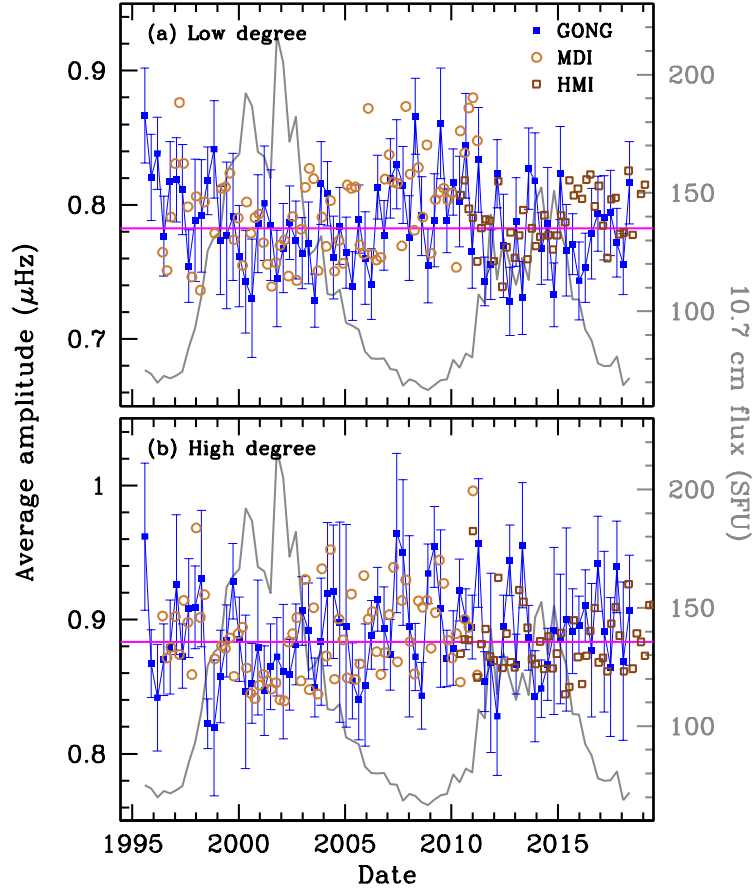 (a) Low degree
GONG
MDI
HMI
0.9
0.8
0.7
200
150
100
(b) High degree
1
0.9
0.8
200
150
100
1995 2000 2005 2010 2015
Date
Average amplitude (μHz)
10.7 cm flux (SFU)